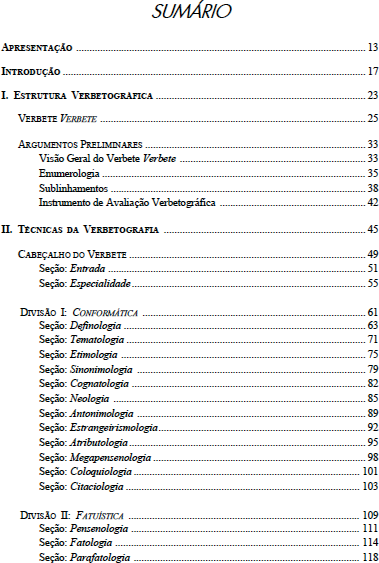 SUMÁRIO
APRESENTAÇÃO ........ 13
INTRODUÇÃO ........ 17
I. ESTRUTURA VERBETOGRÁFICA ........ 23
VERBETE VERBETE ........ 25
ARGUMENTOS PRELIMINARES ........ 33
Visão Geral do Verbete Verbete ........ 33
Enumerologia ........ 35
Sublinhamentos ........ 38
Instrumento de Avaliação Verbetográfica ........ 42
II. TÉCNICAS DA VERBETOGRAFIA ........ 45
CABEÇALHO DO VERBETE ........ 49
Seção: Entrada ........ 51
Seção: Especialidade ........ 55
DIVISÃO I: CONFORMÁTICA ........ 61
Seção: Definologia ........ 63
Seção: Tematologia ........ 71
Seção: Etimologia ........ 75
Seção: Sinonimologia ........ 79
Seção: Cognatologia ........ 82
Seção: Neologia ........ 85
Seção: Antonimologia ........ 89
Seção: Estrangeirismologia ........ 92
Seção: Atributologia ........ 95
Seção: Megapensenologia ........ 98
Seção: Coloquiologia ........ 101
Seção: Citaciologia ........ 103
DIVISÃO II: FATUÍSTICA ........ 109
Seção: Pensenologia ........ 111
Seção: Fatologia ........ 114
Seção: Parafatologia ........ 118